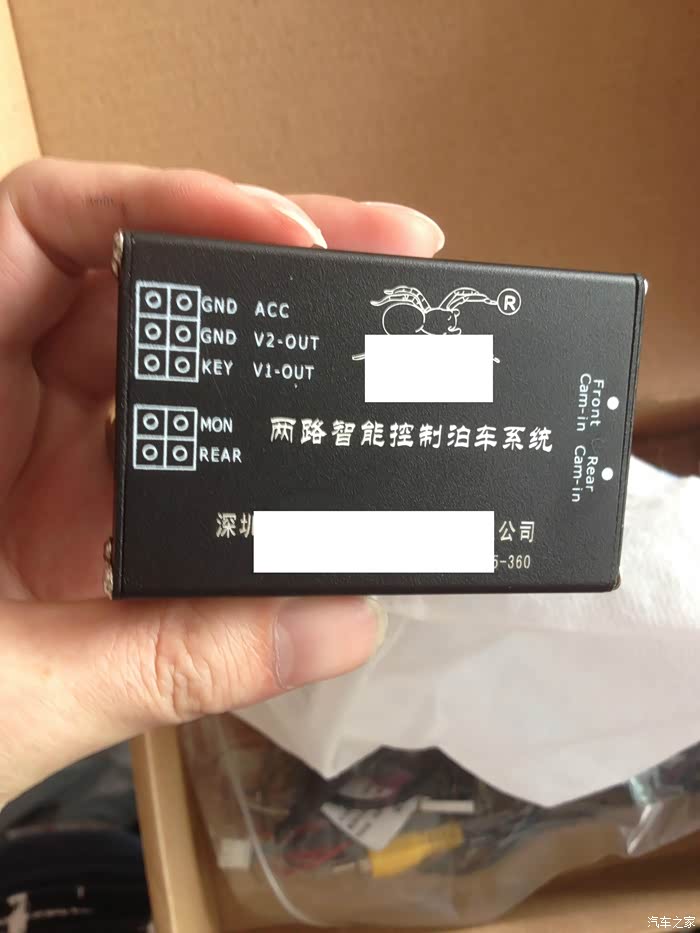 GND ACC
GND V2-OUT
KEY V1-OUT
MON
REAR
®
两路智能控制泊车系统
深圳
公司
5-360
Front
Cam-in
Rear
Cam-in
汽车之家